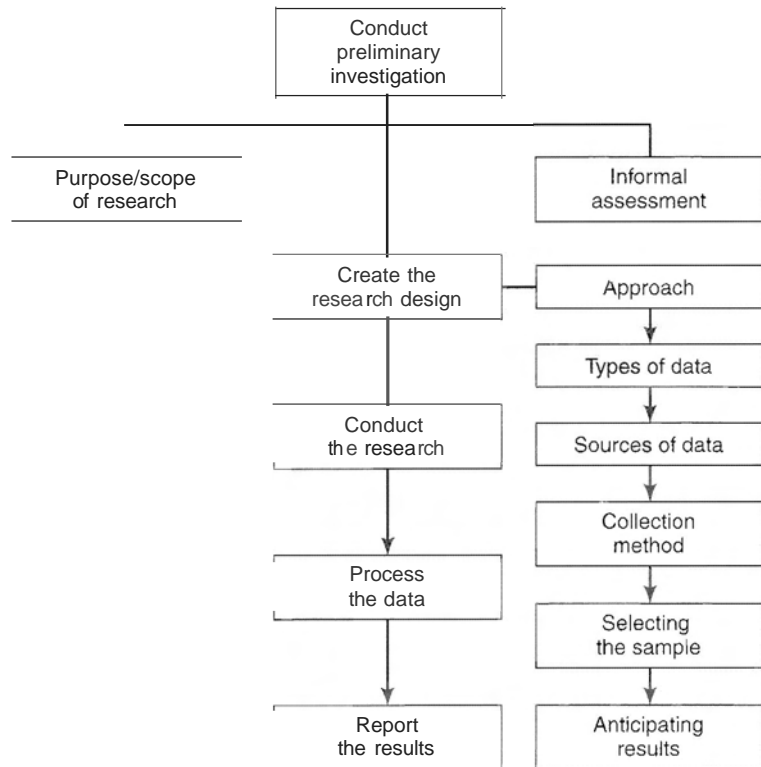 Conduct
preliminary
investigation
Purpose/scope
of research
Informal
assessment
Create the
research design
Approach
Types of data
Conduct
the research
Sources of data
Collection
method
Process
the data
Selecting
the sample
Report
the results
Anticipating
results